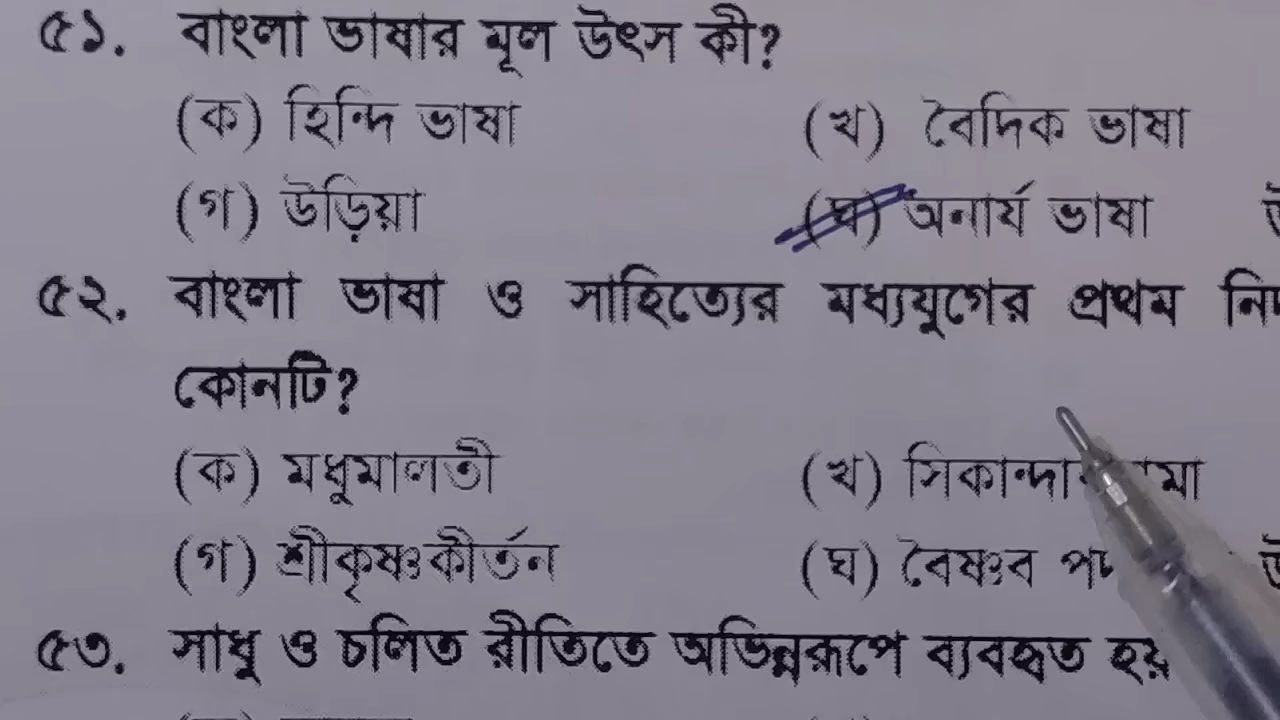 ৫১. বাংলা ভাষার মূল উৎস কী?
(ক) হিন্দি ভাষা (খ) বৈদিক ভাষা
(গ) উড়িয়া (ঘ) অনার্য ভাষা
৫২. বাংলা ভাষা ও সাহিত্যের মধ্যযুগের প্রথম
কোনটি?
(ক) মধুমালতী (খ)
(গ) শ্রীকৃষ্ণকীর্তন (ঘ) বৈষ্ণব
৫৩. সাধু ও চলিত রীতিতে অভিন্নরূপে ব্যবহৃত হয়